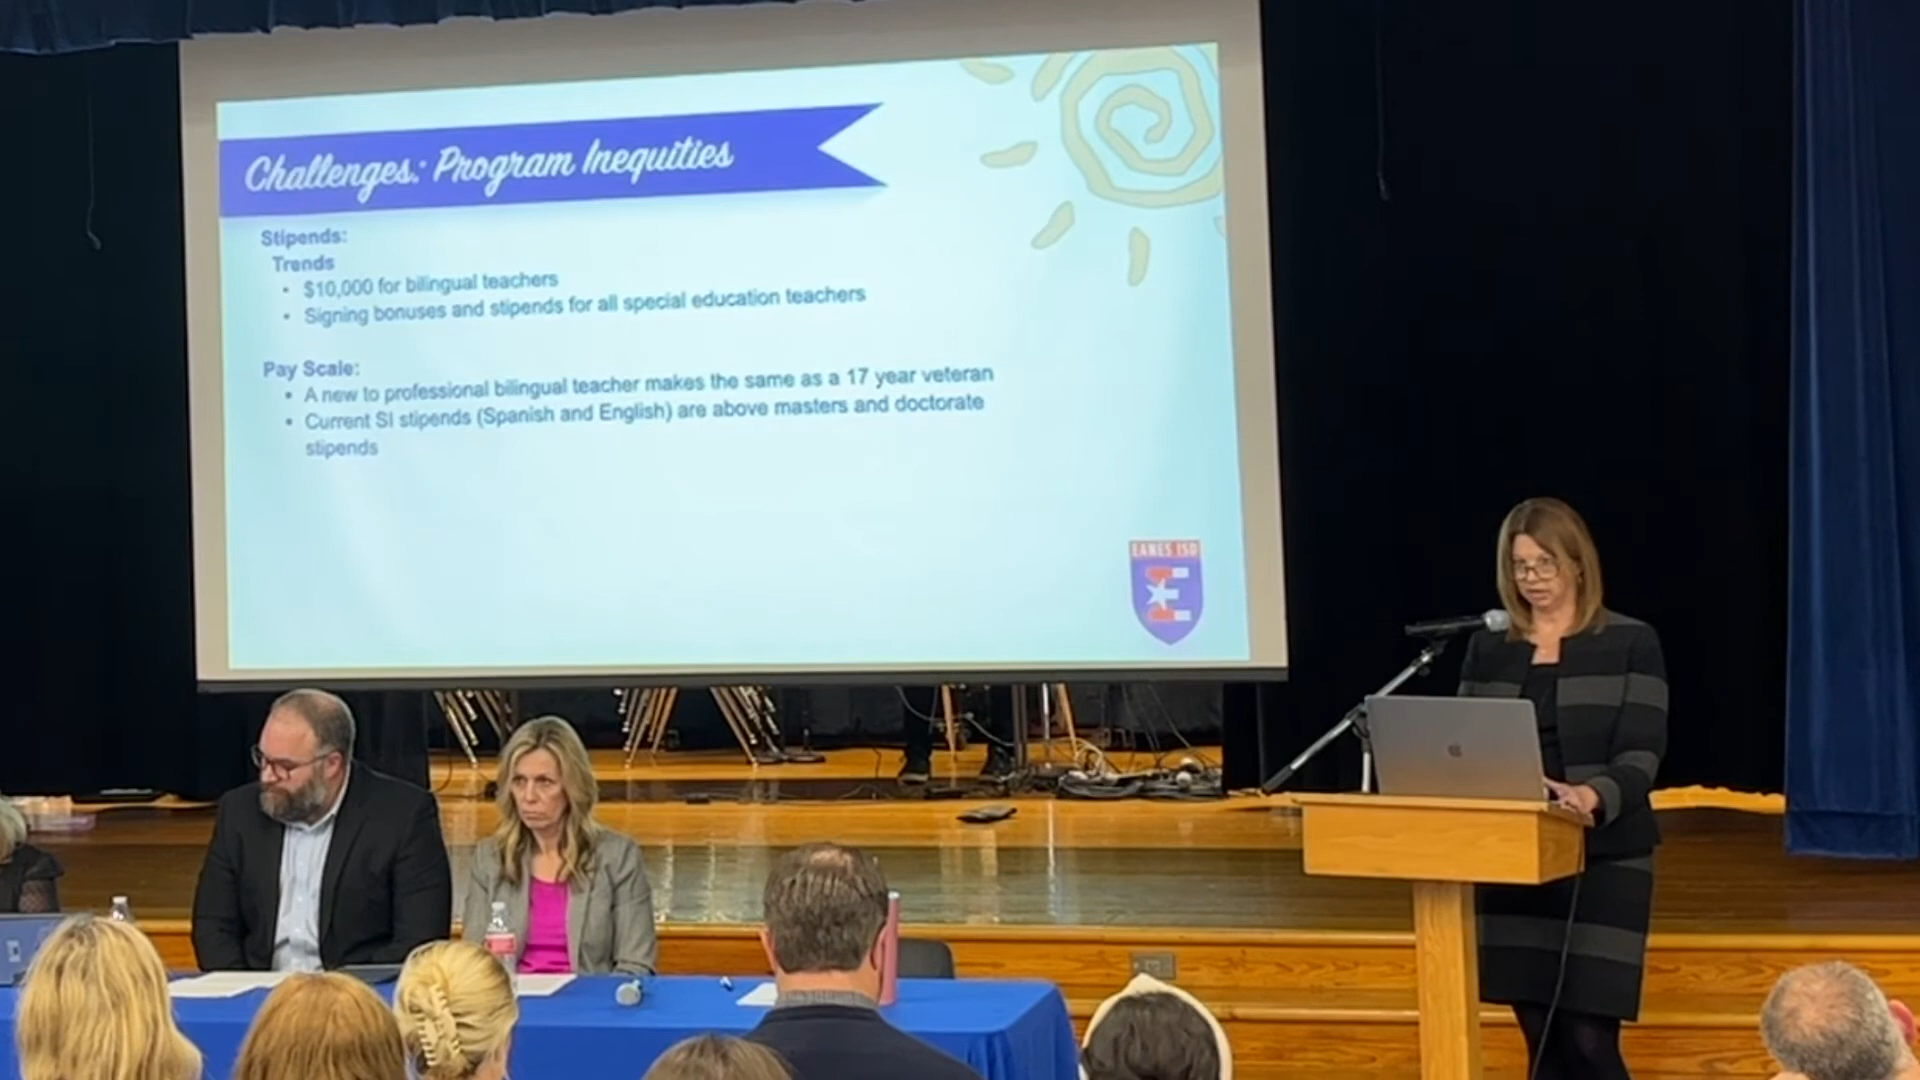 Challenges: Program Inequities
Stipends:
Trends
• $10,000 for bilingual teachers
• Signing bonuses and stipends for all special education teachers
Pay Scale:
• A new to professional bilingual teacher makes the same as a 17 year veteran
• Current SI stipends (Spanish and English) are above masters and doctorate
stipends
EANES ISD
E